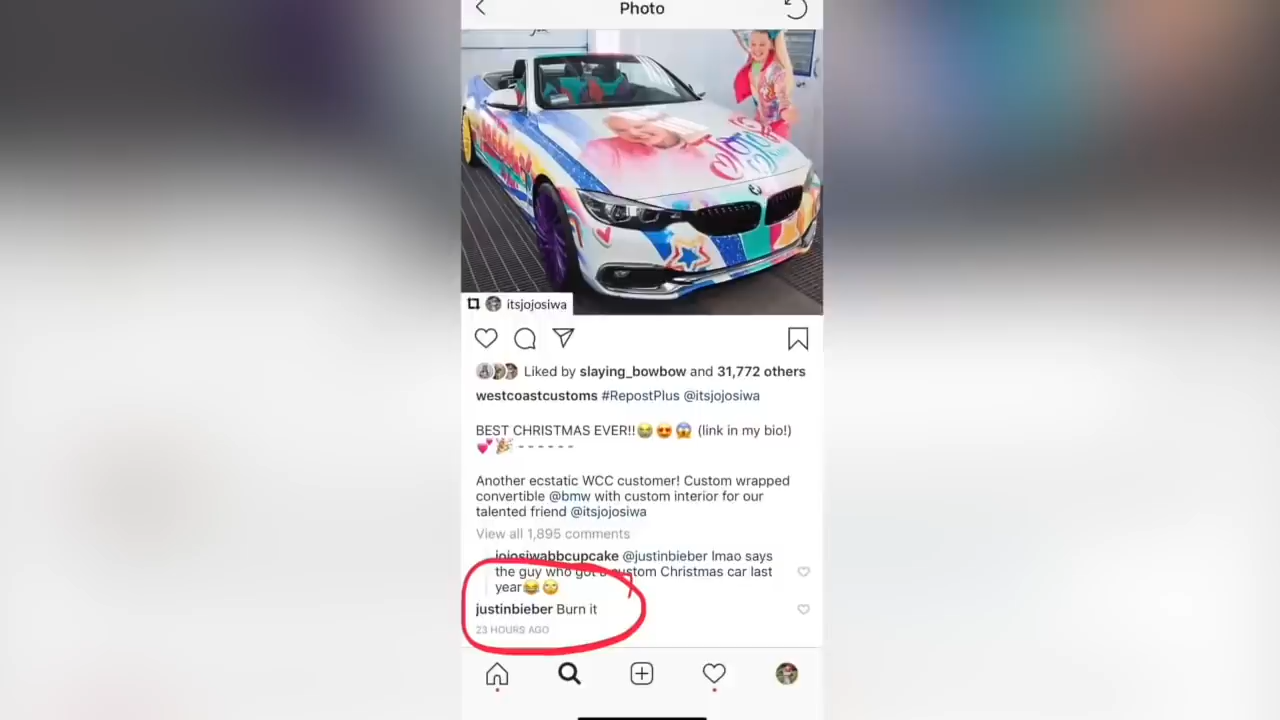 Photo
JoJo
itsjojosiwa
Liked by slaying_bowbow and 31,772 others
westcoastcustoms #RepostPlus @itsjojosiwa
BEST CHRISTMAS EVER!!😭😍😱 (link in my bio!)
💕🎉 - - - - - -
Another ecstatic WCC customer! Custom wrapped
convertible @bmw with custom interior for our
talented friend @itsjojosiwa
View all 1,895 comments
jojosiwabbcupcake @justinbieber lmao says
the guy who got a custom Christmas car last
year😂🙄
justinbieber Burn it
23 HOURS AGO